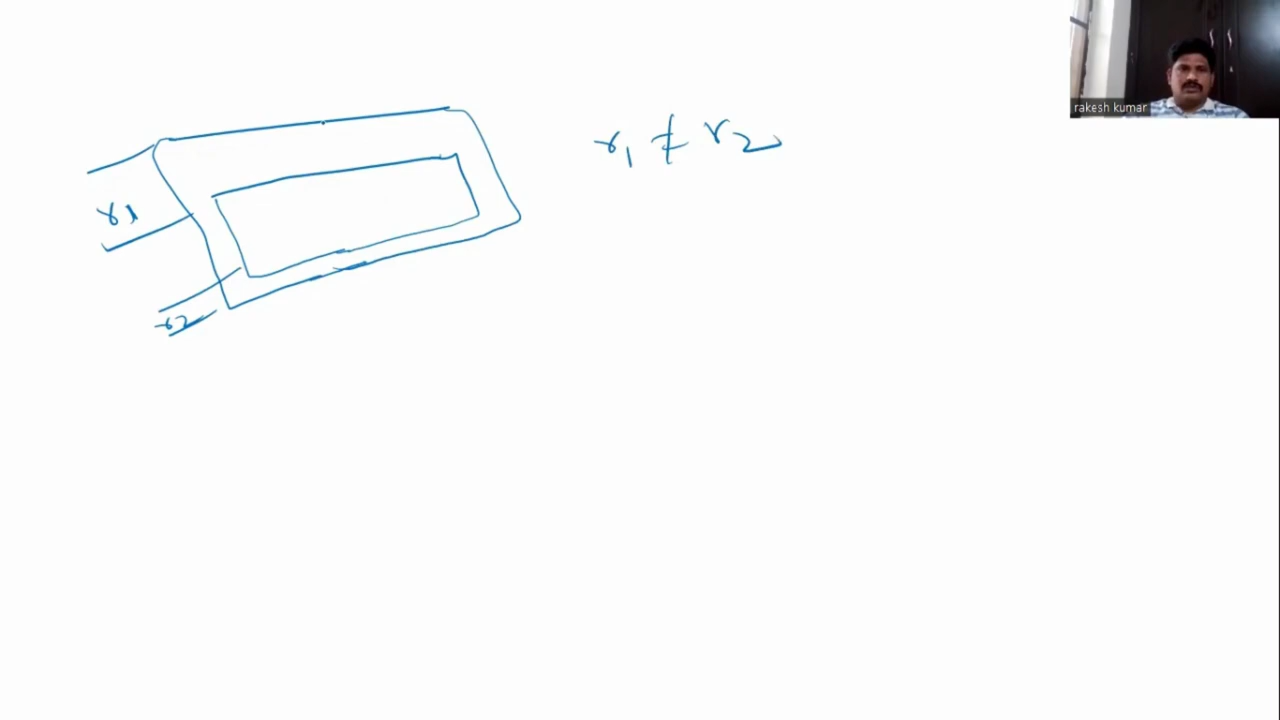 rakesh kumar
r₁ ≠ r₂
r₁
r₂